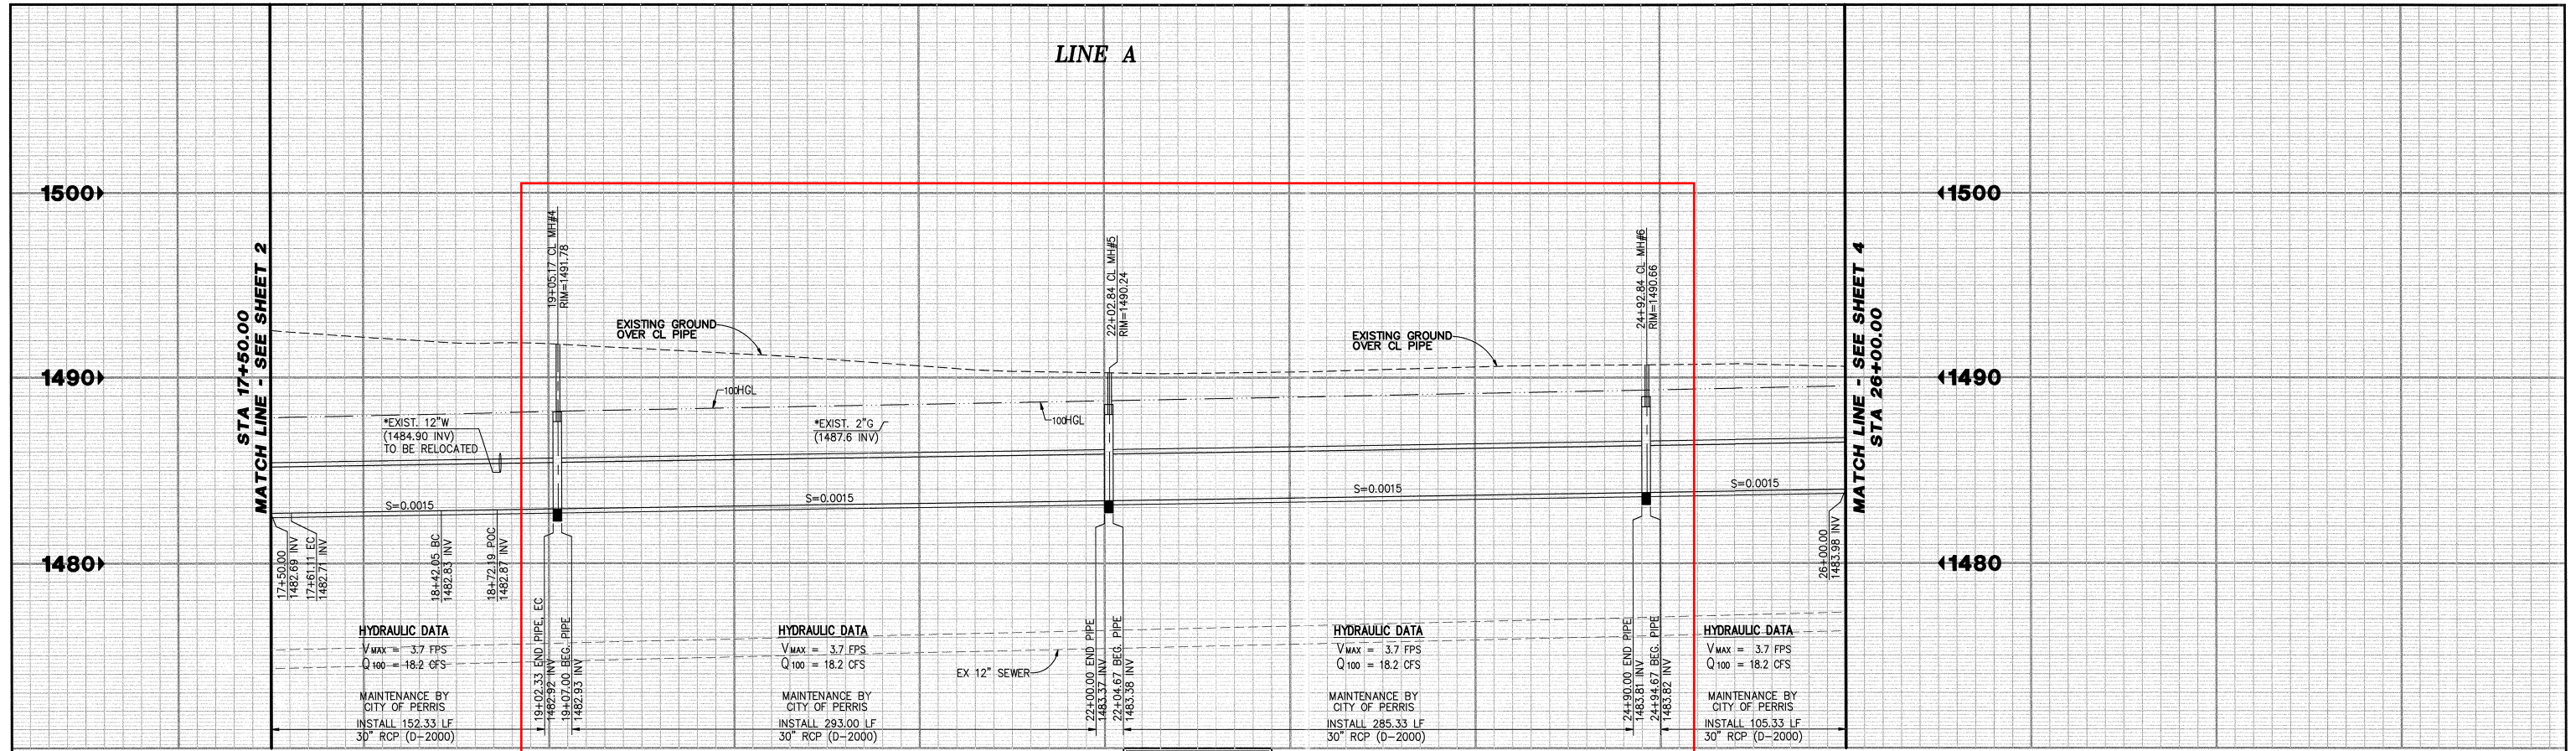 LINE A
1500
1490
1480
STA 17+50.00
MATCH LINE - SEE SHEET 2
19+05.17 CL MH#4
RIM=1491.78
EXISTING GROUND
OVER CL PIPE
100HGL
*EXIST. 12"W
(1484.90 INV)
TO BE RELOCATED
*EXIST. 2"G
(1487.6 INV)
100HGL
22+02.84 CL MH#5
RIM=1490.24
EXISTING GROUND
OVER CL PIPE
24+92.84 CL MH#6
RIM=1490.66
MATCH LINE - SEE SHEET 4
STA 26+00.00
1500
1490
1480
S=0.0015
S=0.0015
S=0.0015
S=0.0015
17+50.00
1482.69 INV
17+61.11 EC
1482.71 INV
18+42.05 BC
1482.83 INV
18+72.19 POC
1482.87 INV
19+02.33 END PIPE, EC
1482.92 INV
19+07.00 BEG. PIPE
1482.93 INV
22+00.00 END PIPE
1483.37 INV
22+04.67 BEG. PIPE
1483.38 INV
24+90.00 END PIPE
1483.81 INV
24+94.67 BEG. PIPE
1483.82 INV
26+00.00
1483.98 INV
EX 12" SEWER
HYDRAULIC DATA
VMAX = 3.7 FPS
Q100 = 18.2 CFS
MAINTENANCE BY
CITY OF PERRIS
INSTALL 152.33 LF
30" RCP (D-2000)
HYDRAULIC DATA
VMAX = 3.7 FPS
Q100 = 18.2 CFS
MAINTENANCE BY
CITY OF PERRIS
INSTALL 293.00 LF
30" RCP (D-2000)
HYDRAULIC DATA
VMAX = 3.7 FPS
Q100 = 18.2 CFS
MAINTENANCE BY
CITY OF PERRIS
INSTALL 285.33 LF
30" RCP (D-2000)
HYDRAULIC DATA
VMAX = 3.7 FPS
Q100 = 18.2 CFS
MAINTENANCE BY
CITY OF PERRIS
INSTALL 105.33 LF
30" RCP (D-2000)